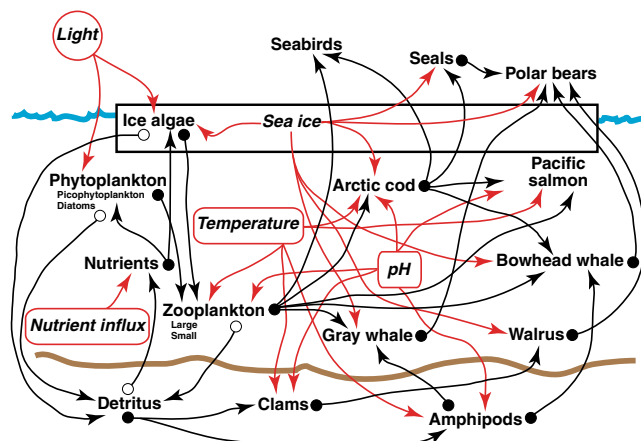 Light
Seabirds
Seals
Polar bears
Ice algae
Sea ice
Phytoplankton
Picophytoplankton
Diatoms
Arctic cod
Pacific
salmon
Temperature
Nutrients
pH
Bowhead whale
Nutrient influx
Zooplankton
Large
Small
Gray whale
Walrus
Detritus
Clams
Amphipods